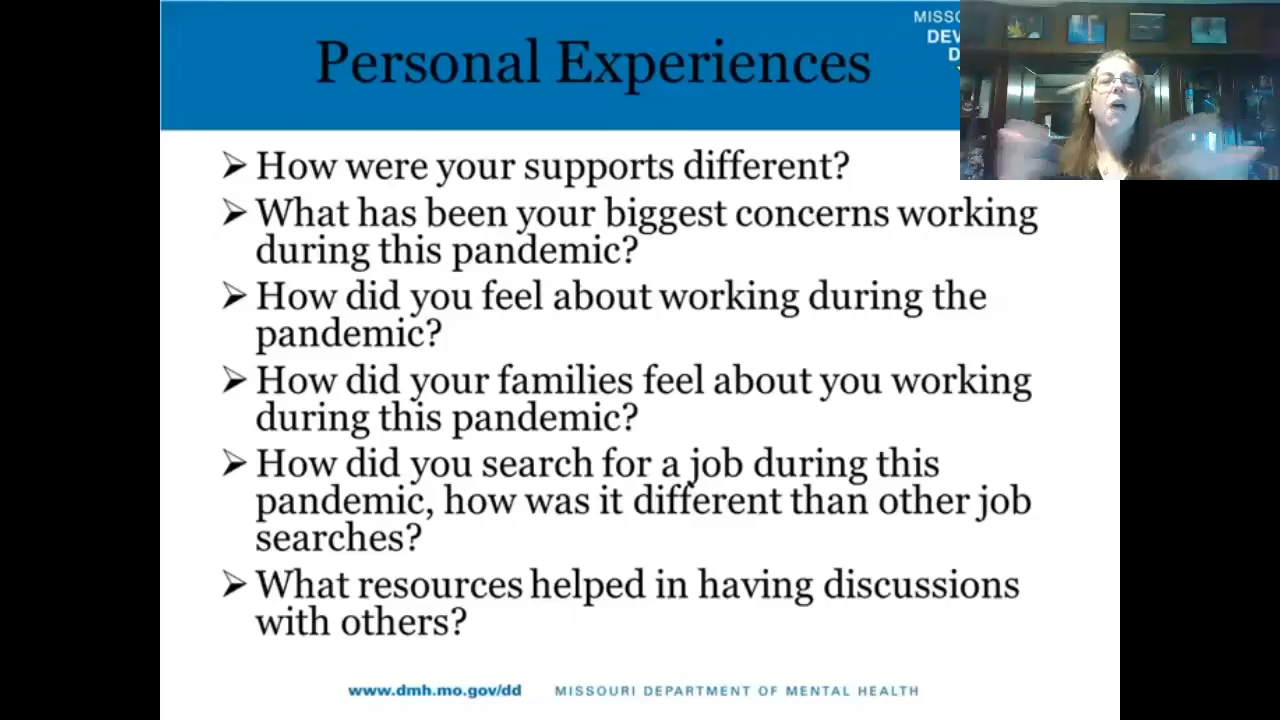 Personal Experiences
How were your supports different?
What has been your biggest concerns working
during this pandemic?
How did you feel about working during the
pandemic?
How did your families feel about you working
during this pandemic?
How did you search for a job during this
pandemic, how was it different than other job
searches?
What resources helped in having discussions
with others?
www.dmh.mo.gov/dd MISSOURI DEPARTMENT OF MENTAL HEALTH